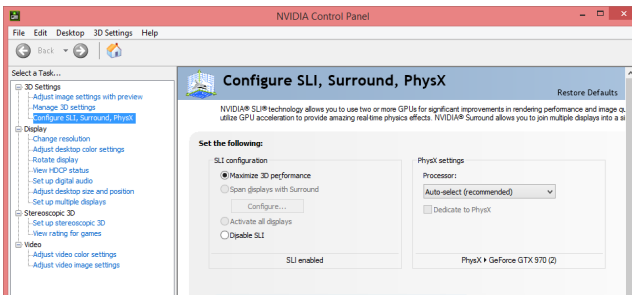 NVIDIA Control Panel
File Edit Desktop 3D Settings Help
Back
Select a Task...
3D Settings
Adjust image settings with preview
Manage 3D settings
Configure SLI, Surround, PhysX
Display
Change resolution
Adjust desktop color settings
Rotate display
View HDCP status
Set up digital audio
Adjust desktop size and position
Set up multiple displays
Stereoscopic 3D
Set up stereoscopic 3D
View rating for games
Video
Adjust video color settings
Adjust video image settings
Configure SLI, Surround, PhysX
Restore Defaults
NVIDIA® SLI® technology allows you to use two or more GPUs for significant improvements in rendering performance and image qu
utilize GPU acceleration to provide amazing real-time physics effects. NVIDIA® Surround allows you to join multiple displays into a si
Set the following:
SLI configuration
Maximize 3D performance
Span displays with Surround
Configure...
Activate all displays
Disable SLI
SLI enabled
PhysX settings
Processor:
Auto-select (recommended)
Dedicate to PhysX
PhysX ▸ GeForce GTX 970 (2)